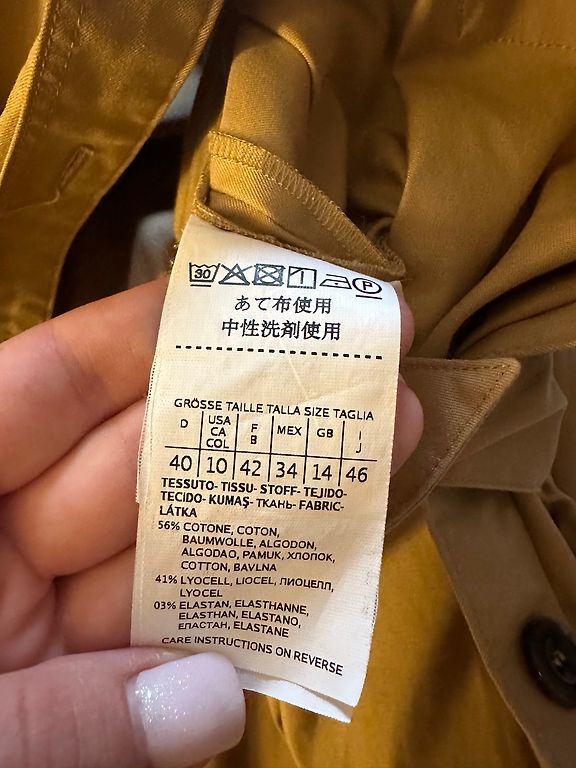 30 P
あて布使用
中性洗剤使用
GRÖSSE TAILLE TALLA SIZE TAGLIA
D USA CA COL F B MEX GB I J
40 10 42 34 14 46
TESSUTO- TISSU- STOFF- TEJIDO-
TECIDO- KUMAŞ- ТКАНЬ- FABRIC-
LÁTKA
56% COTONE, COTON,
BAUMWOLLE, ALGODON,
ALGODAO, PAMUK, ХЛОПОК,
COTTON, BAVLNA
41% LYOCELL, LIOCEL, ЛИОЦЕЛЛ,
LYOCEL
03% ELASTAN, ELASTHANNE,
ELASTHAN, ELASTANO,
ЕЛАСТАН, ELASTANE
CARE INSTRUCTIONS ON REVERSE